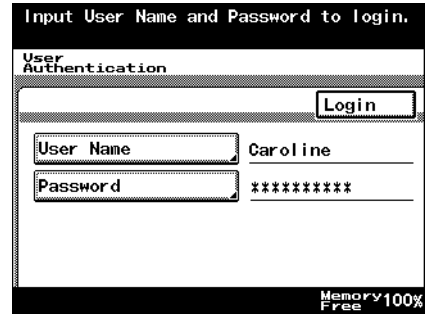 Input User Name and Password to login.
User
Authentication
Login
User Name Caroline
Password **********
Memory
Free 100%